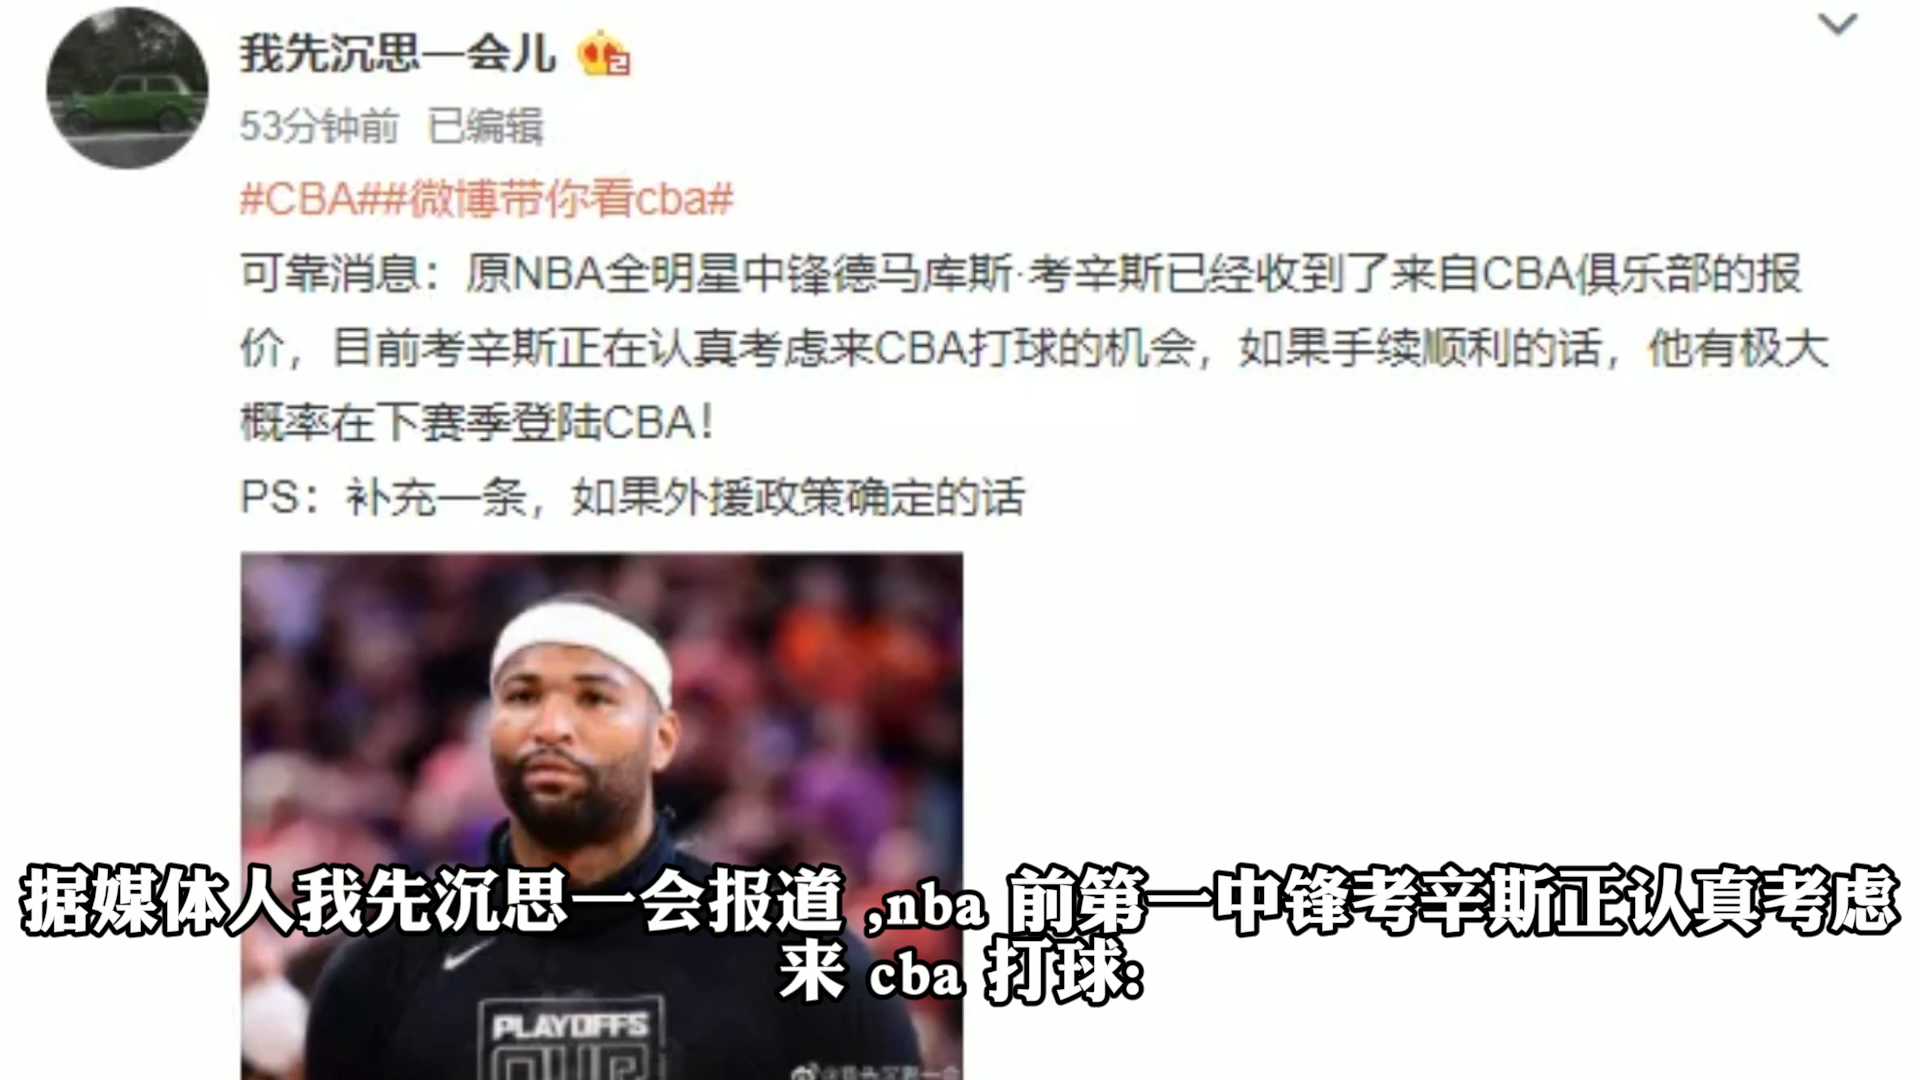 我先沉思一会儿
53分钟前 已编辑
#CBA##微博带你看cba#
可靠消息：原NBA全明星中锋德马库斯·考辛斯已经收到了来自CBA俱乐部的报
价，目前考辛斯正在认真考虑来CBA打球的机会，如果手续顺利的话，他有极大
概率在下赛季登陆CBA！
PS：补充一条，如果外援政策确定的话
据媒体人我先沉思一会报道 ,nba 前第一中锋考辛斯正认真考虑
来 cba 打球:
PLAYOFFS
@我先沉思一会